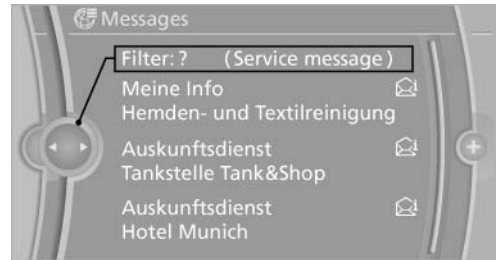 Messages
Filter: ? (Service message)
Meine Info
Hemden- und Textilreinigung
Auskunftsdienst
Tankstelle Tank&Shop
Auskunftsdienst
Hotel Munich